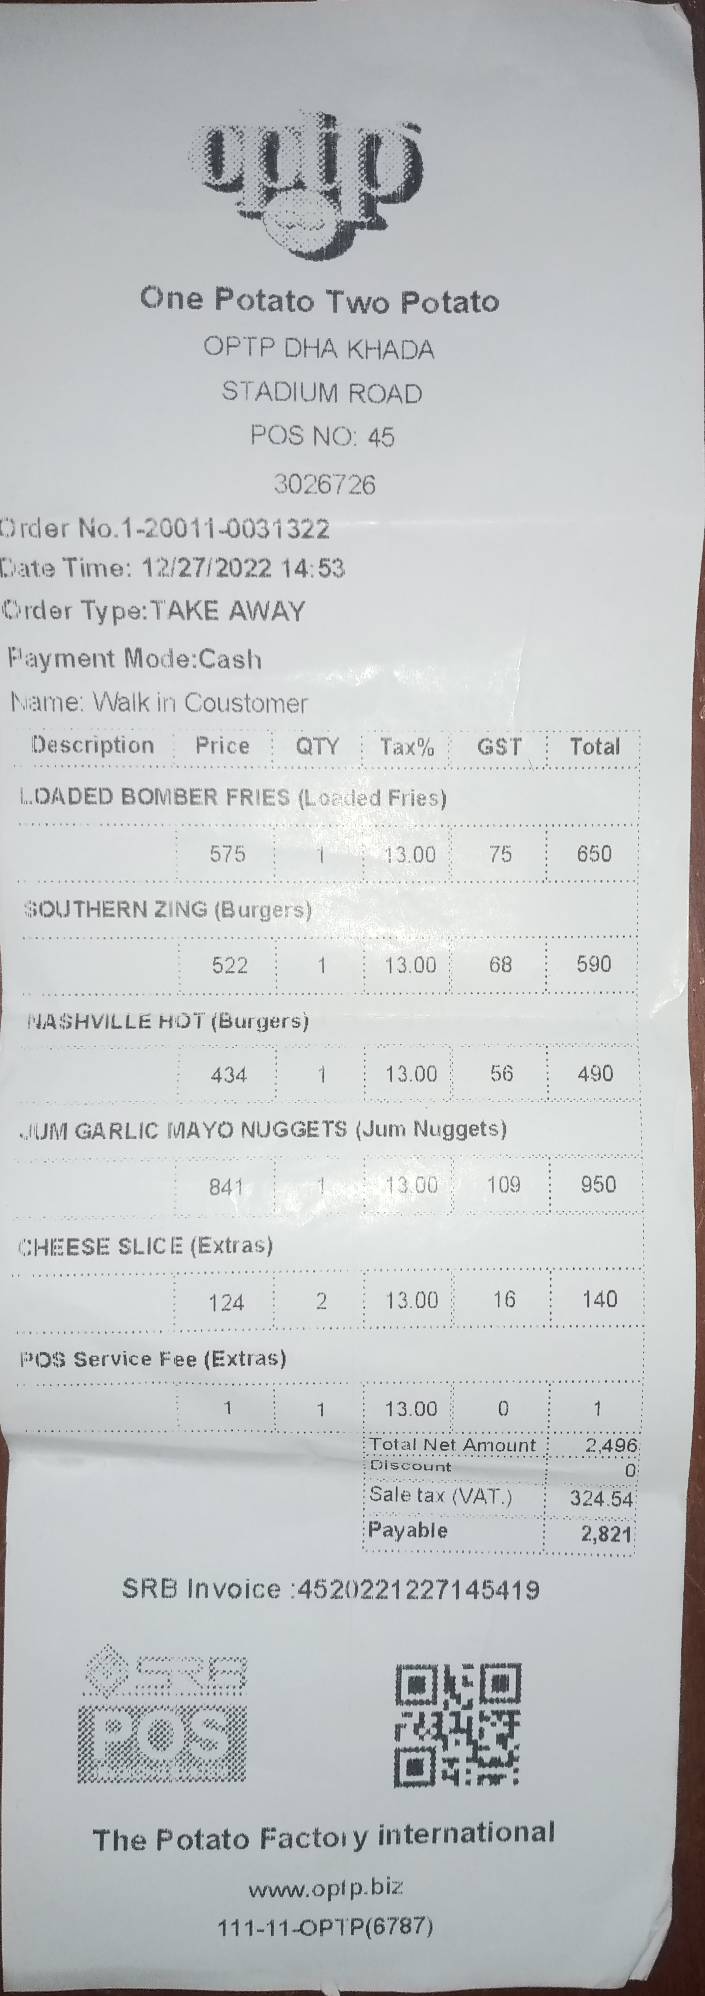 optp
One Potato Two Potato
OPTP DHA KHADA
STADIUM ROAD
POS NO: 45
3026726
Order No.1-20011-0031322
Date Time: 12/27/2022 14:53
Order Type:TAKE AWAY
Payment Mode:Cash
Name: Walk in Coustomer
Description Price QTY Tax% GST Total
LOADED BOMBER FRIES (Loaded Fries)
575 1 13.00 75 650
SOUTHERN ZING (Burgers)
522 1 13.00 68 590
NASHVILLE HOT (Burgers)
434 1 13.00 56 490
JUM GARLIC MAYO NUGGETS (Jum Nuggets)
841 1 13.00 109 950
CHEESE SLICE (Extras)
124 2 13.00 16 140
POS Service Fee (Extras)
1 1 13.00 0 1
Total Net Amount 2,496
Discount 0
Sale tax (VAT.) 324.54
Payable 2,821
SRB Invoice :4520221227145419
SRB
POS
The Potato Factory international
www.optp.biz
111-11-OPTP(6787)